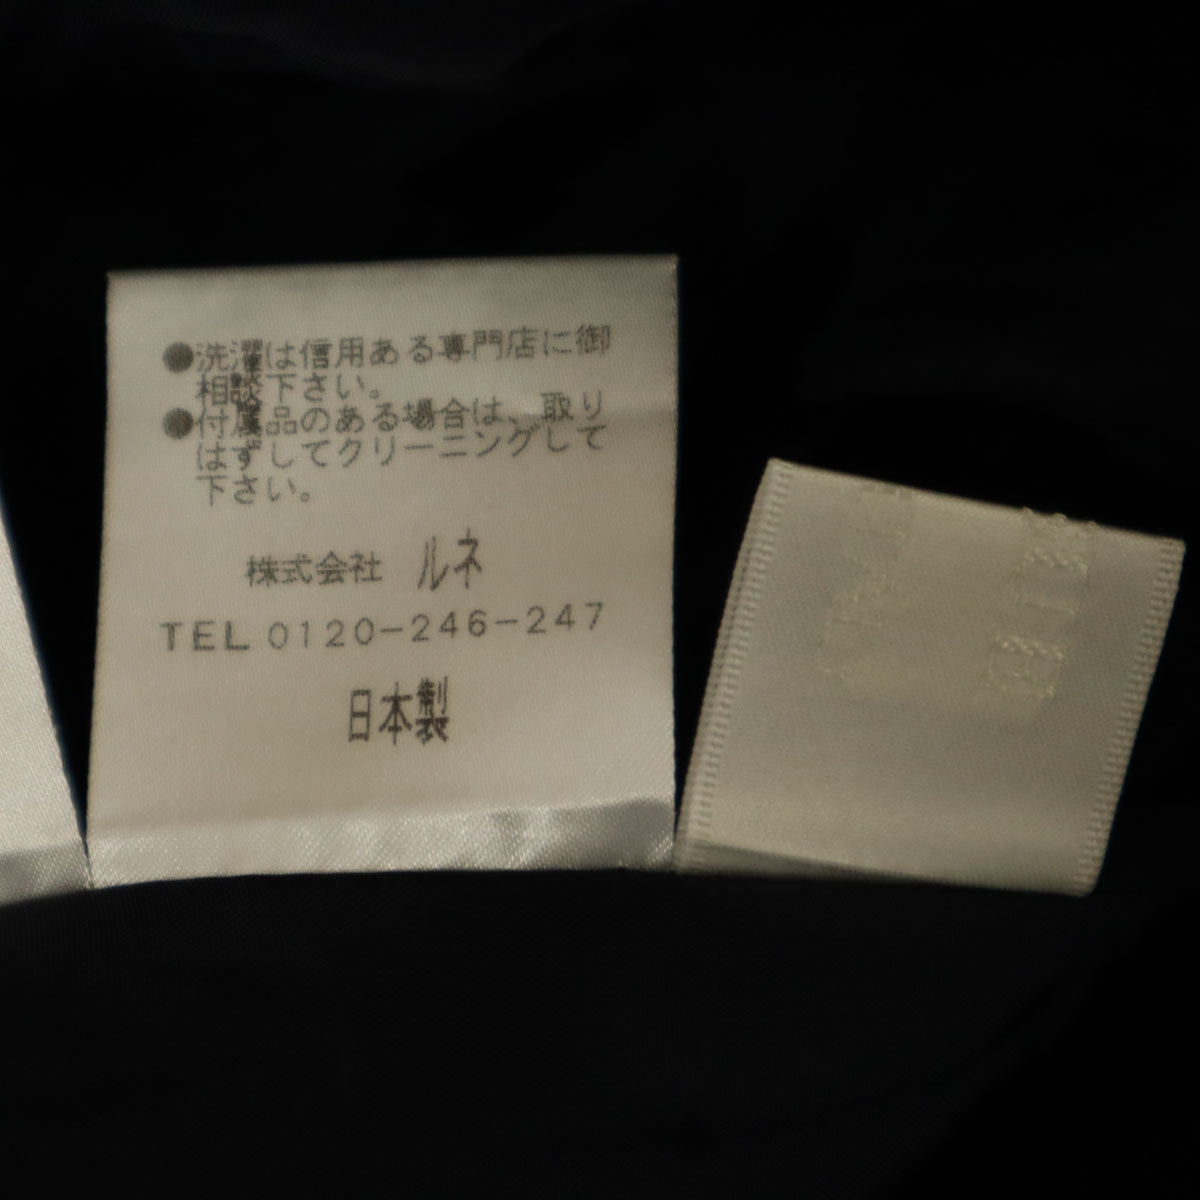 ●洗濯は信用ある専門店に御
相談下さい。
●付属品のある場合は、取り
はずしてクリーニングして
下さい。
株式会社 ルネ
TEL 0120-246-247
日本製